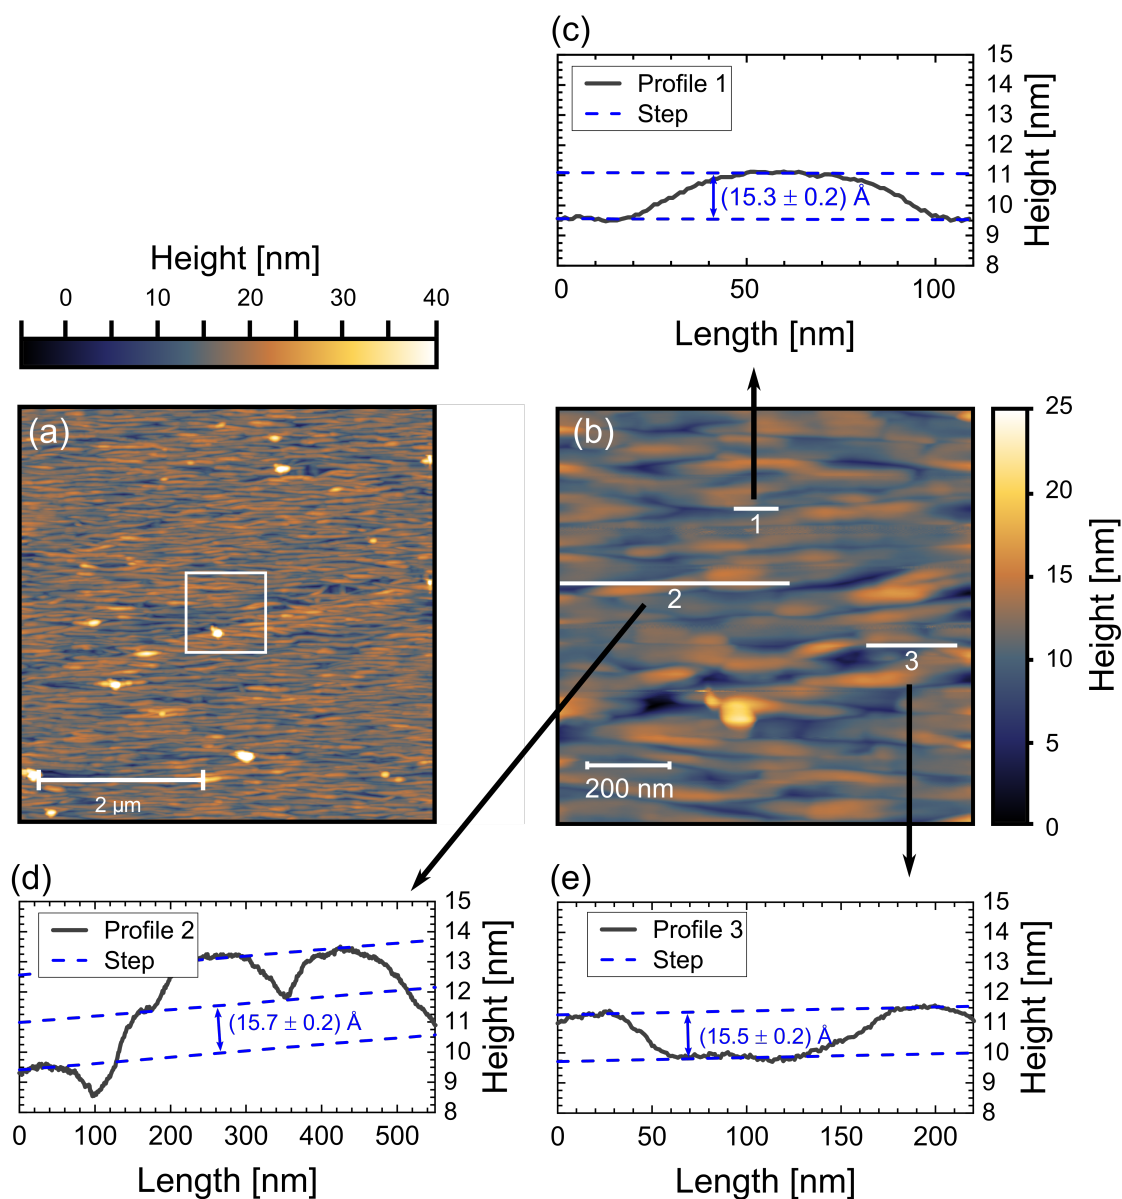 (c)
Profile 1
Step
(15.3 ± 0.2) Å
15
14
13
12
11
10
9
8
Height [nm]
0 50 100
Length [nm]
Height [nm]
0 10 20 30 40
(a)
2 µm
(b)
1
2
3
200 nm
25
20
15
10
5
0
Height [nm]
(d)
Profile 2
Step
(15.7 ± 0.2) Å
15
14
13
12
11
10
9
8
Height [nm]
0 100 200 300 400 500
Length [nm]
(e)
Profile 3
Step
(15.5 ± 0.2) Å
15
14
13
12
11
10
9
8
Height [nm]
0 50 100 150 200
Length [nm]